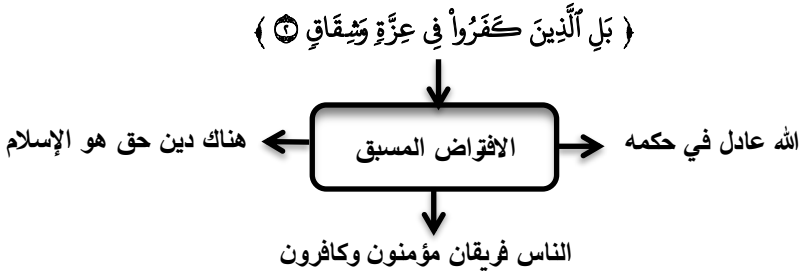 ﴿ بَلِ ٱلَّذِينَ كَفَرُواْ فِي عِزَّةٖ وَشِقَاقٖ ٢ ﴾
الله عادل في حكمه
الافتراض المسبق
هناك دين حق هو الإسلام
الناس فريقان مؤمنون وكافرون